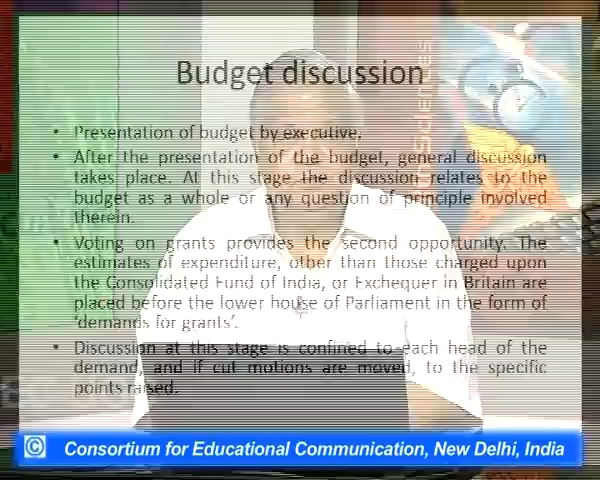 Budget discussion
• Presentation of budget by executive.
• After the presentation of the budget, general discussion
takes place. At this stage the discussion relates to the
budget as a whole or any question of principle involved
therein.
• Voting on grants provides the second opportunity. The
estimates of expenditure, other than those charged upon
the Consolidated Fund of India, or Exchequer in Britain are
placed before the lower house of Parliament in the form of
‘demands for grants’.
• Discussion at this stage is confined to each head of the
demand, and if cut motions are moved, to the specific
points raised.
© Consortium for Educational Communication, New Delhi, India